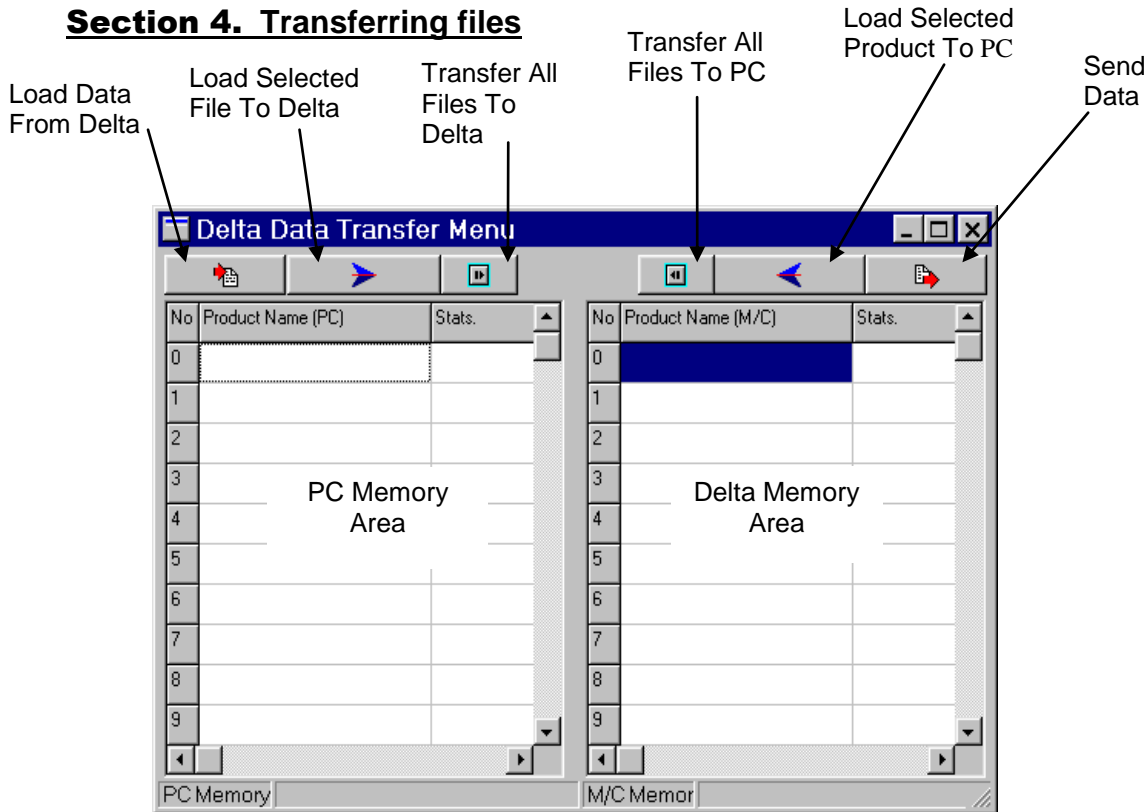 Section 4. Transferring files
Load Data
From Delta
Load Selected
File To Delta
Transfer All
Files To
Delta
Transfer All
Files To PC
Load Selected
Product To PC
Send
Data
Delta Data Transfer Menu
No Product Name (PC) Stats.
0
1
2
3
4
5
6
7
8
9
PC Memory
Area
No Product Name (M/C) Stats.
0
1
2
3
4
5
6
7
8
9
Delta Memory
Area
PC Memory
M/C Memor